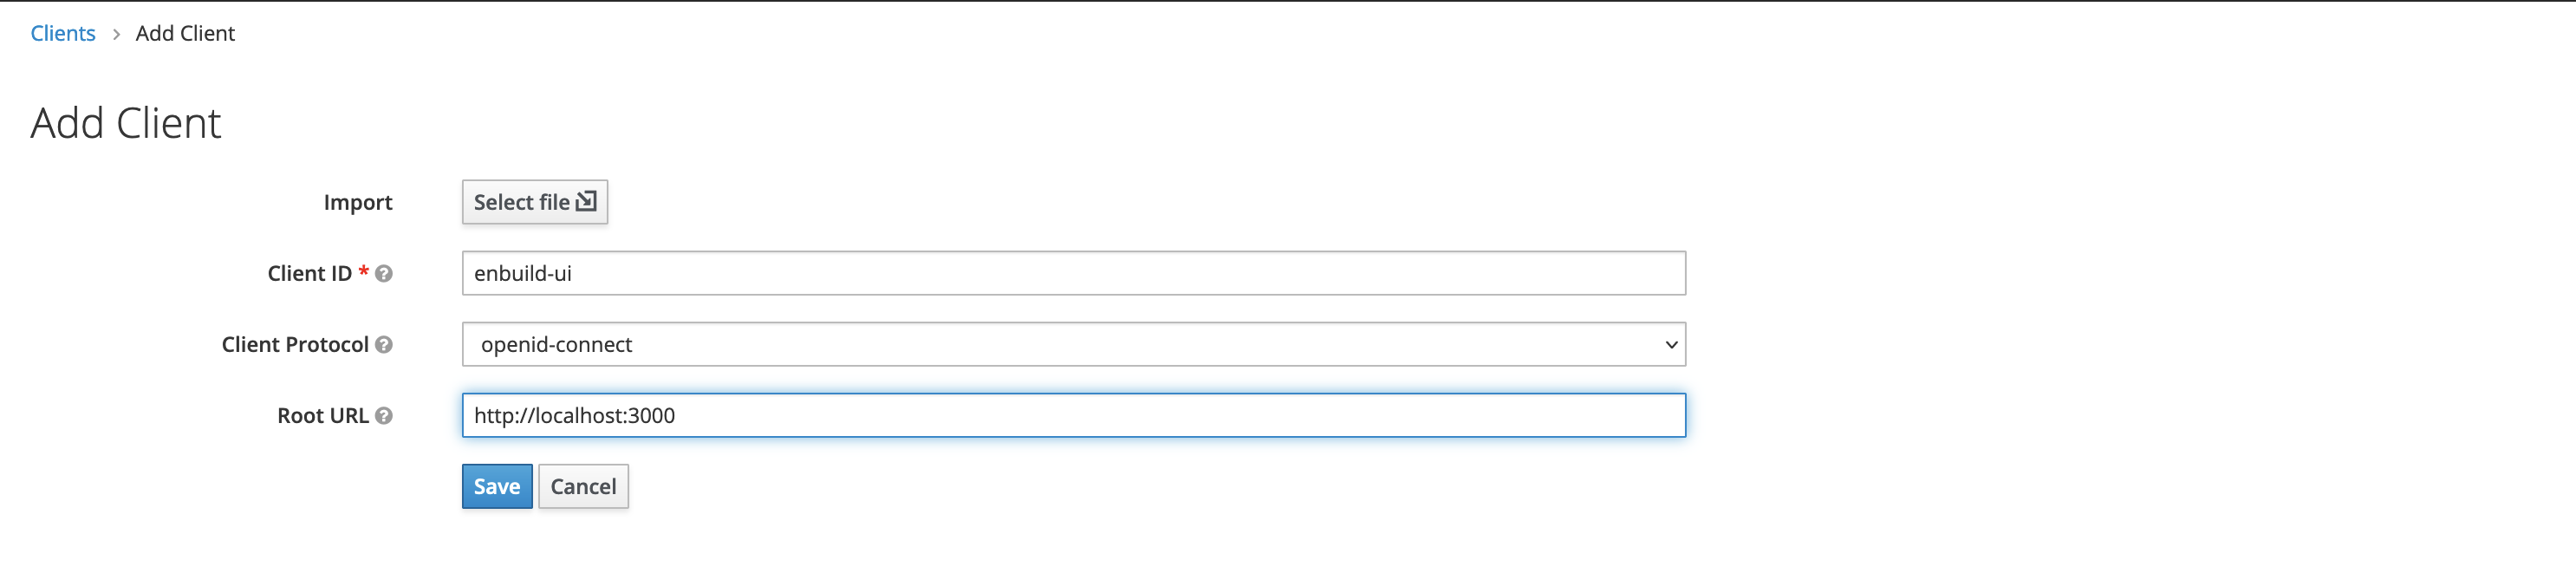 Clients > Add Client
Add Client
Import Select file
Client ID * enbuild-ui
Client Protocol openid-connect
Root URL http://localhost:3000
Save Cancel